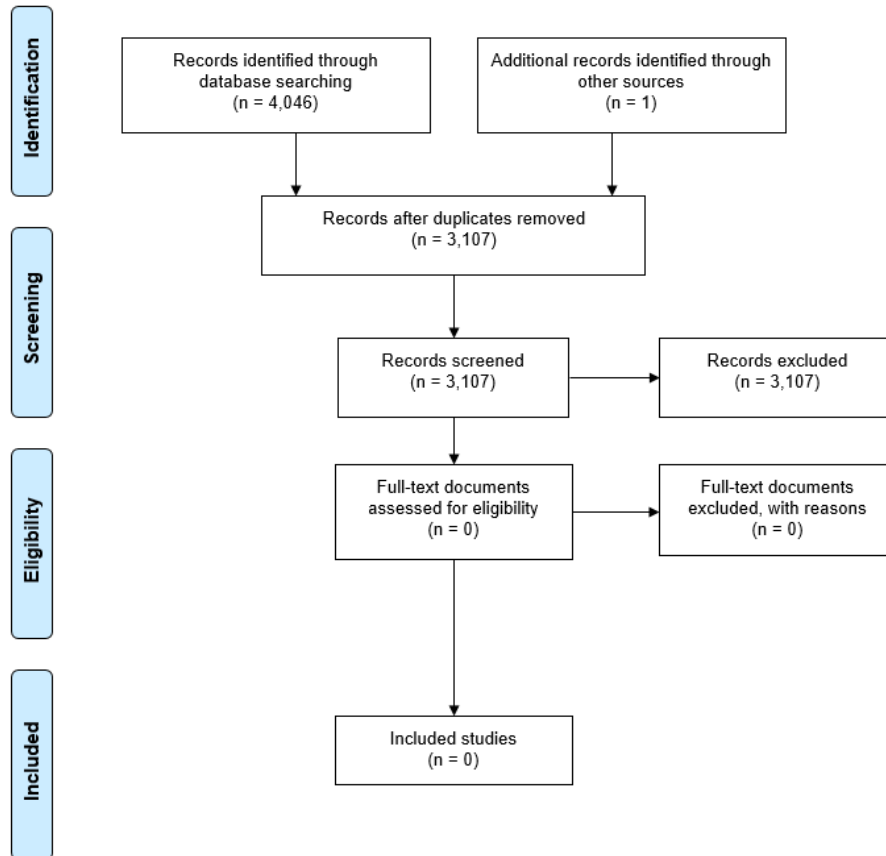 Identification
Records identified through
database searching
(n = 4,046)
Additional records identified through
other sources
(n = 1)
Records after duplicates removed
(n = 3,107)
Screening
Records screened
(n = 3,107)
Records excluded
(n = 3,107)
Eligibility
Full-text documents
assessed for eligibility
(n = 0)
Full-text documents
excluded, with reasons
(n = 0)
Included
Included studies
(n = 0)